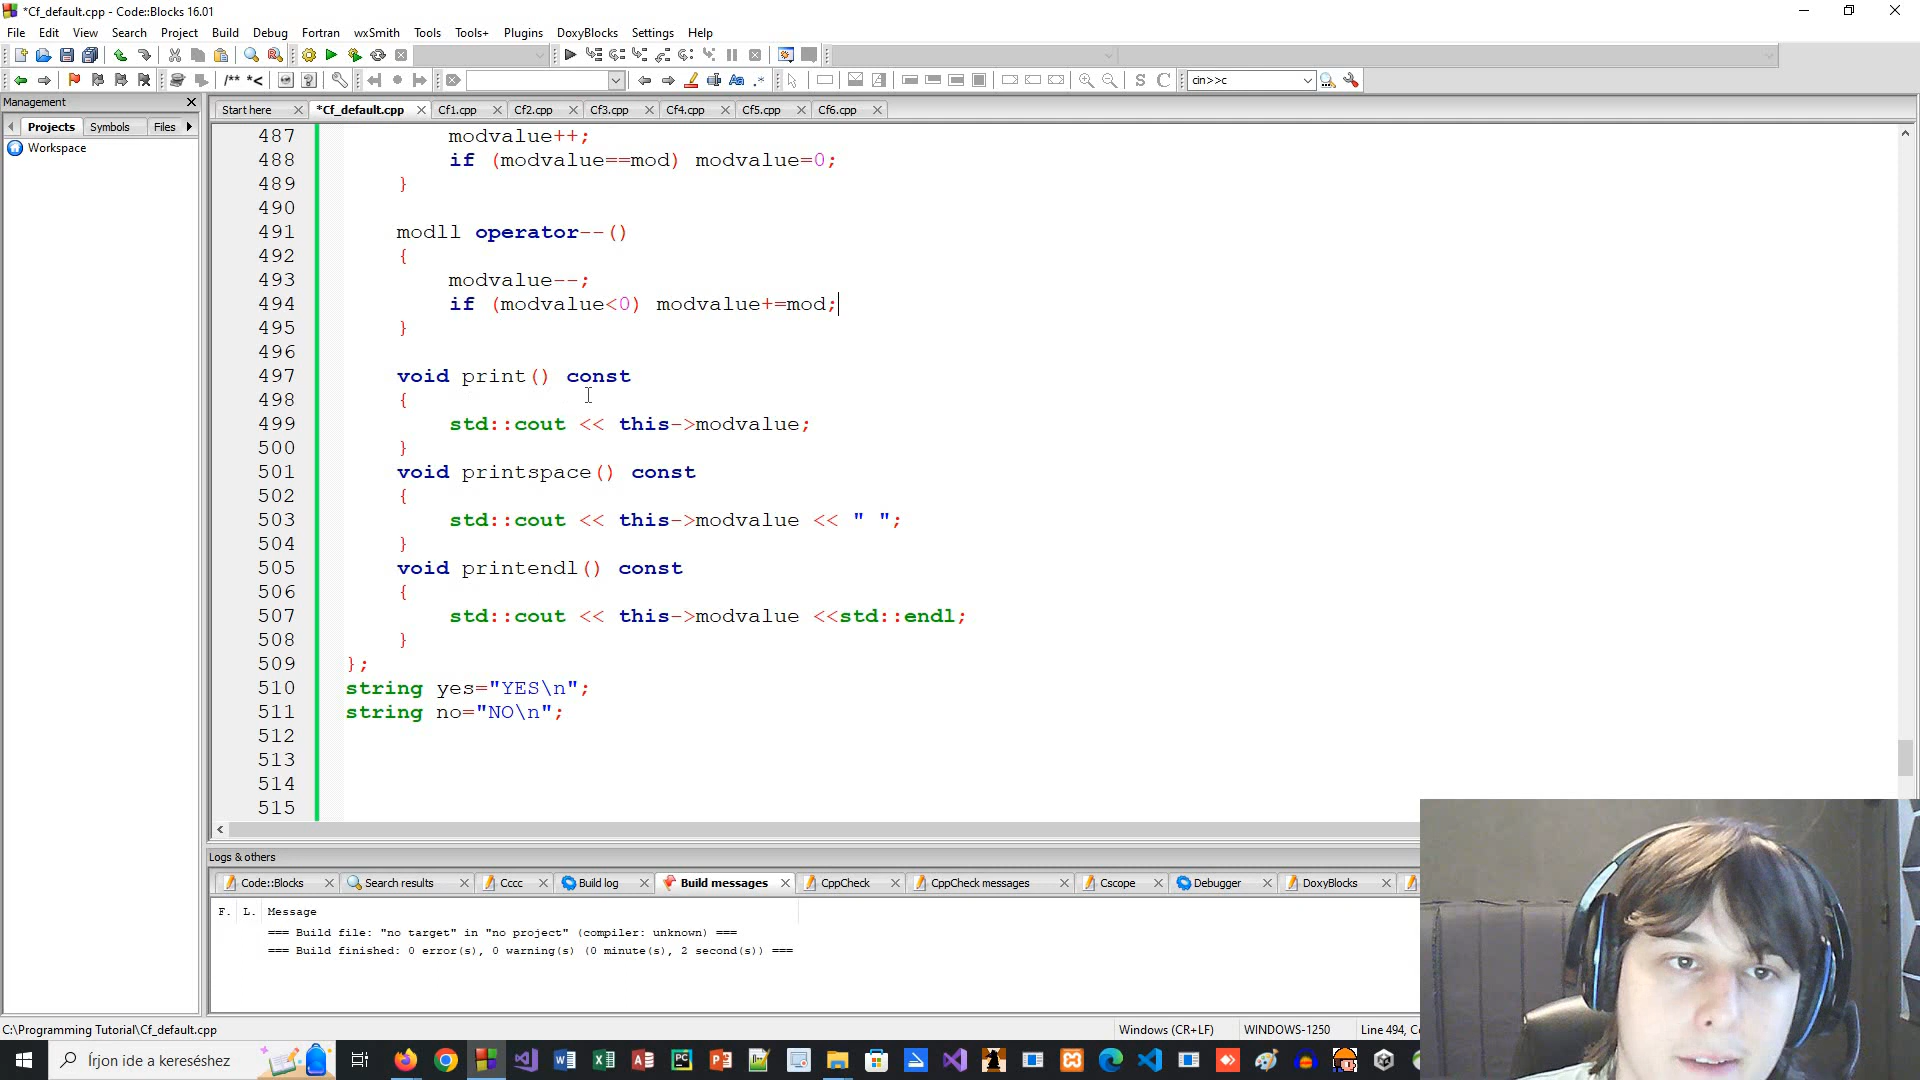 *Cf_default.cpp - Code::Blocks 16.01
File Edit View Search Project Build Debug Fortran wxSmith Tools Tools+ Plugins DoxyBlocks Settings Help
/** *< cin>>c
Management
Start here *Cf_default.cpp Cf1.cpp Cf2.cpp Cf3.cpp Cf4.cpp Cf5.cpp Cf6.cpp
Projects Symbols Files
Workspace
487 modvalue++;
488 if (modvalue==mod) modvalue=0;
489 }
490
491 modll operator--()
492 {
493 modvalue--;
494 if (modvalue<0) modvalue+=mod;
495 }
496
497 void print() const
498 {
499 std::cout << this->modvalue;
500 }
501 void printspace() const
502 {
503 std::cout << this->modvalue << " ";
504 }
505 void printendl() const
506 {
507 std::cout << this->modvalue <<std::endl;
508 }
509 };
510 string yes="YES\n";
511 string no="NO\n";
512
513
514
515
Logs & others
Code::Blocks Search results Cccc Build log Build messages CppCheck CppCheck messages Cscope Debugger DoxyBlocks
F. L. Message
=== Build file: "no target" in "no project" (compiler: unknown) ===
=== Build finished: 0 error(s), 0 warning(s) (0 minute(s), 2 second(s)) ===
C:\Programming Tutorial\Cf_default.cpp Windows (CR+LF) WINDOWS-1250 Line 494, C
Írjon ide a kereséshez